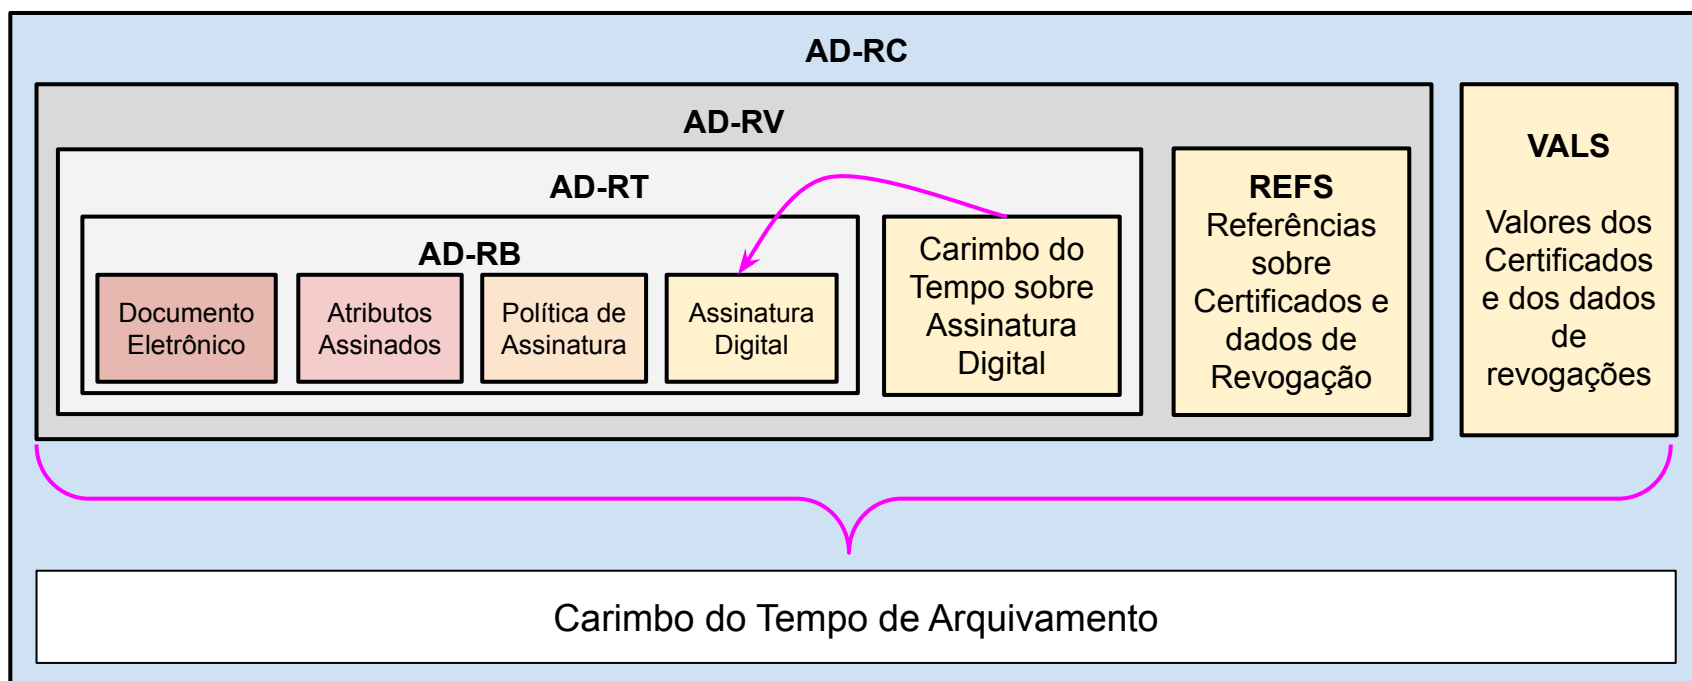 AD-RC
AD-RV
AD-RT
AD-RB
Documento
Eletrônico
Atributos
Assinados
Política de
Assinatura
Assinatura
Digital
Carimbo do
Tempo sobre
Assinatura
Digital
REFS
Referências
sobre
Certificados e
dados de
Revogação
VALS
Valores dos
Certificados
e dos dados
de
revogações
Carimbo do Tempo de Arquivamento